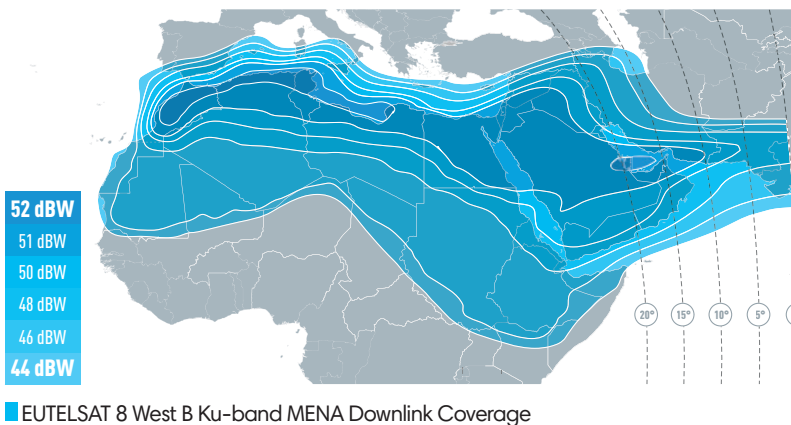 52 dBW
51 dBW
50 dBW
48 dBW
46 dBW
44 dBW
20° 15° 10° 5°
EUTELSAT 8 West B Ku-band MENA Downlink Coverage